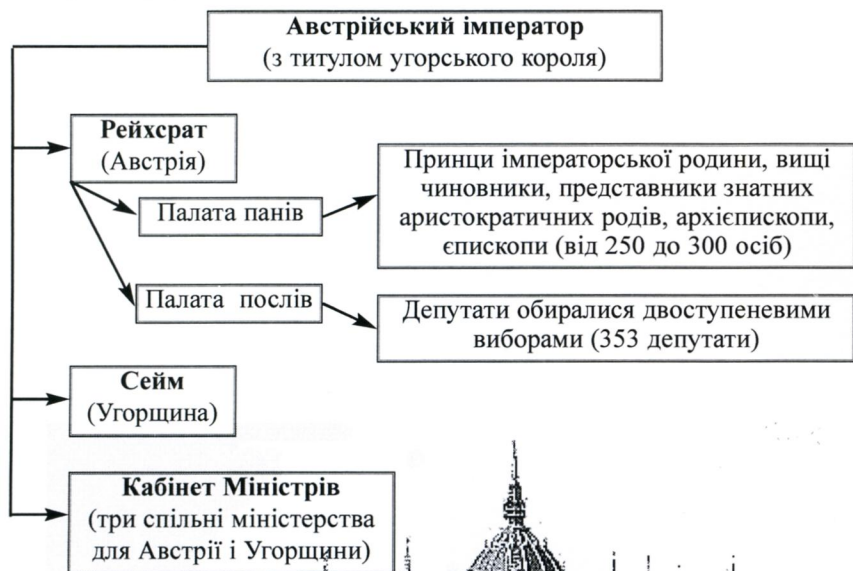 Австрійський імператор
(з титулом угорського короля)
Рейхсрат
(Австрія)
Палата панів
Принци імператорської родини, вищі
чиновники, представники знатних
аристократичних родів, архієпископи,
єпископи (від 250 до 300 осіб)
Палата послів
Депутати обиралися двоступеневими
виборами (353 депутати)
Сейм
(Угорщина)
Кабінет Міністрів
(три спільні міністерства
для Австрії і Угорщини)